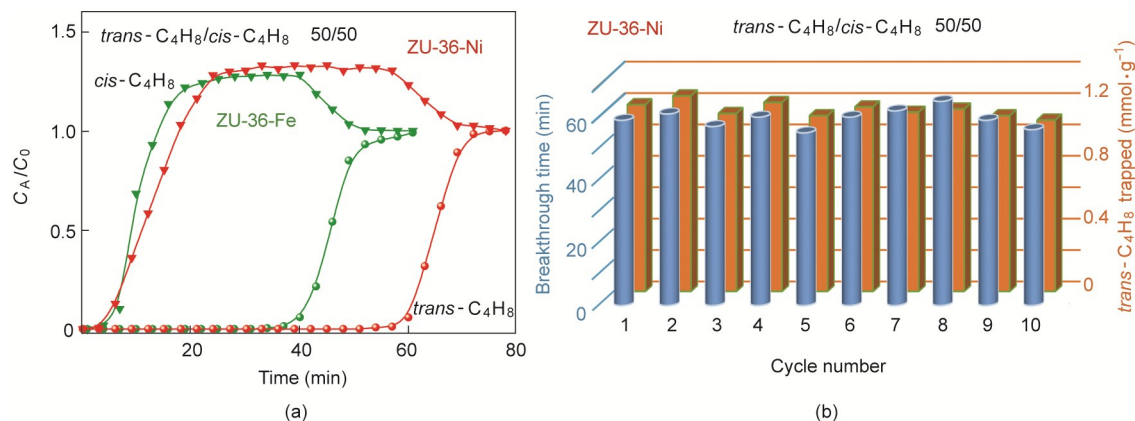 trans-C₄H₈/cis-C₄H₈ 50/50
ZU-36-Ni
cis-C₄H₈
ZU-36-Fe
trans-C₄H₈
C_A/C₀
1.5
1.0
0.5
0
20
40
60
80
Time (min)
(a)
ZU-36-Ni
trans-C₄H₈/cis-C₄H₈ 50/50
Breakthrough time (min)
60
40
20
0
1.2
0.8
0.4
0
trans-C₄H₈ trapped (mmol·g⁻¹)
1 2 3 4 5 6 7 8 9 10
Cycle number
(b)